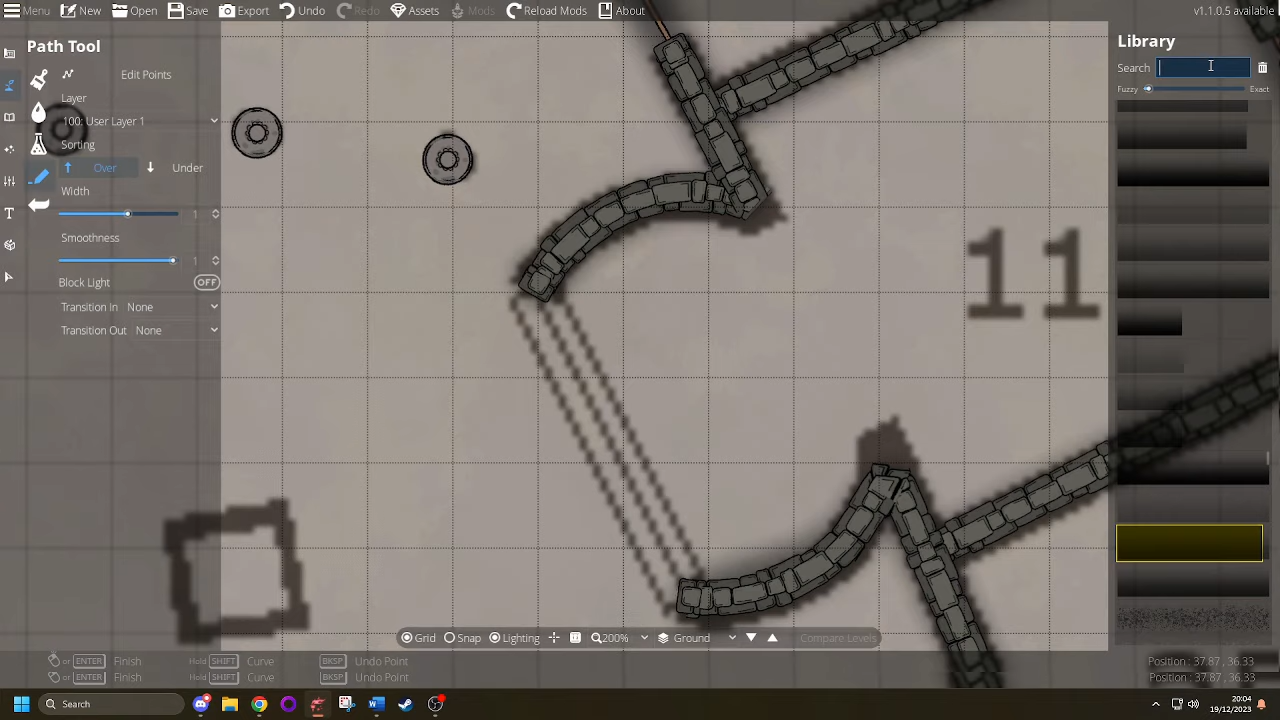 Menu New Open Save Export Undo Redo Assets Mods Reload Mods About v1.1.0.5 available
Path Tool
Edit Points
Layer
100: User Layer 1
Sorting
Over Under
Width
1
Smoothness
1
Block Light OFF
Transition In None
Transition Out None
11
Library
Search
Fuzzy Exact
Grid Snap Lighting 200% Ground Compare Levels
or ENTER Finish Hold SHIFT Curve BKSP Undo Point
or ENTER Finish Hold SHIFT Curve BKSP Undo Point
Position : 37.87 , 36.33
Position : 37.87 , 36.33
Search
20:04
19/12/2023